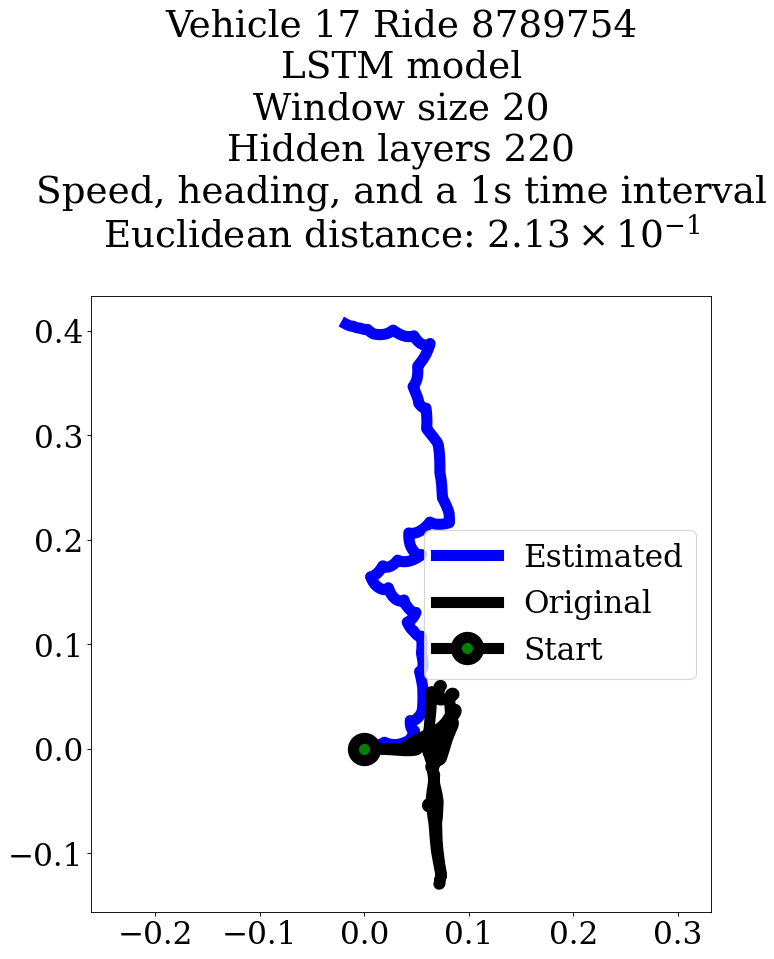 Vehicle 17 Ride 8789754
LSTM model
Window size 20
Hidden layers 220
Speed, heading, and a 1s time interval
Euclidean distance: 2.13 × 10⁻¹
0.4
0.3
0.2
0.1
0.0
−0.1
Estimated
Original
Start
−0.2 −0.1 0.0 0.1 0.2 0.3